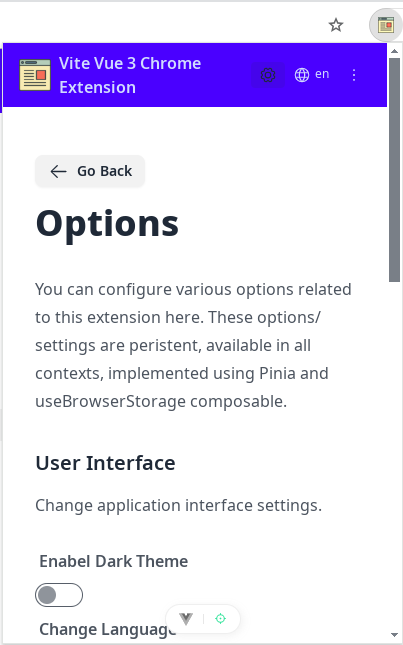 Vite Vue 3 Chrome
Extension
en
Go Back
Options
You can configure various options related
to this extension here. These options/
settings are peristent, available in all
contexts, implemented using Pinia and
useBrowserStorage composable.
User Interface
Change application interface settings.
Enabel Dark Theme
Change Language